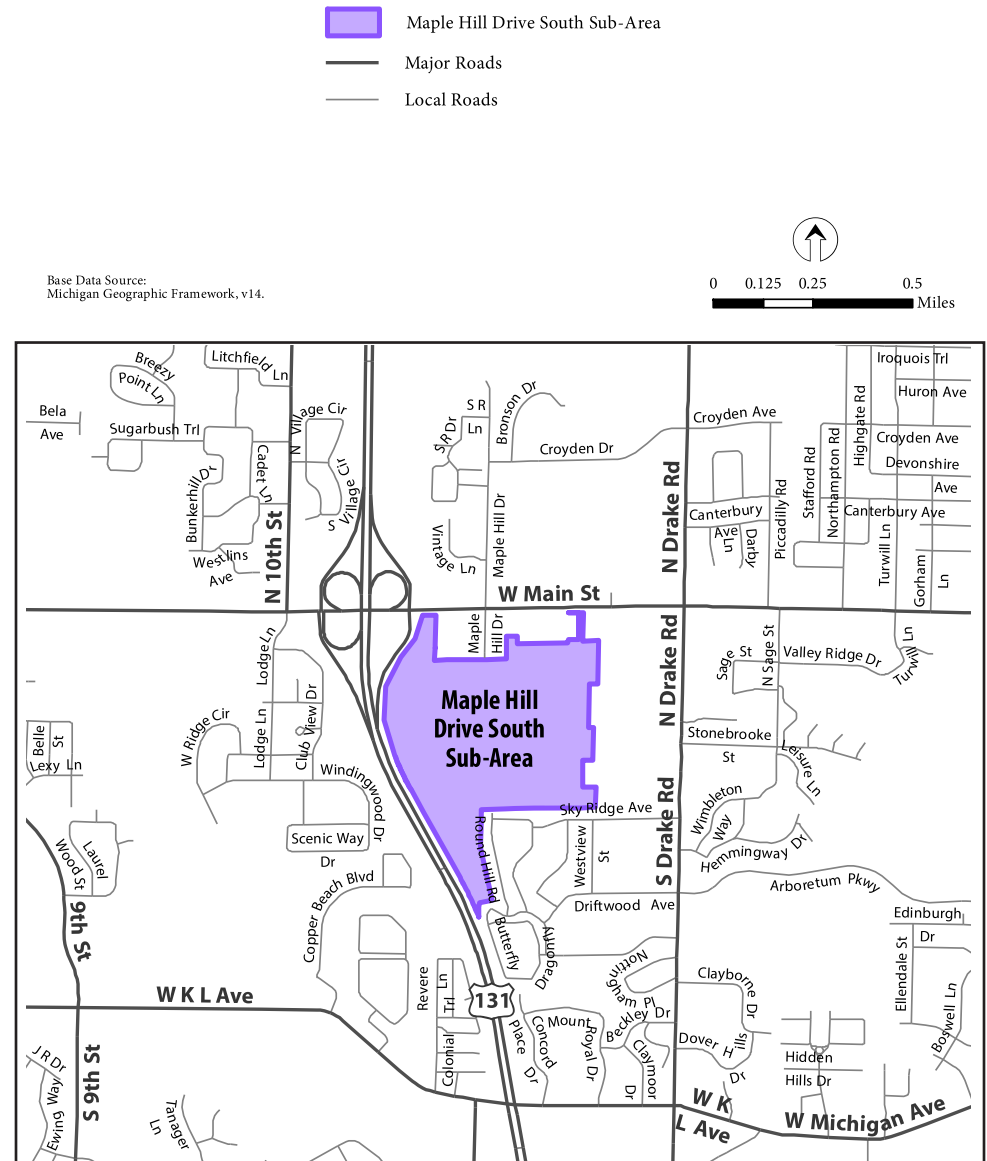 Maple Hill Drive South Sub-Area
Major Roads
Local Roads
Base Data Source:
Michigan Geographic Framework, v14.
0 0.125 0.25 0.5
Miles
Breezy
Point Ln
Litchfield Ln
Bela
Ave
Sugarbush Trl
Bunkerhill Dr
Cadet Ln
Westlins
Ave
N 10th St
N Village Cir
S Village Cir
S R
Ln
S R Dr
Bronson Dr
Croyden Dr
Vintage Ln
Maple Hill Dr
W Main St
N Drake Rd
Croyden Ave
Canterbury
Ave
Ln
Darby
Piccadilly Rd
Stafford Rd
Northampton Rd
Highgate Rd
Iroquois Trl
Huron Ave
Croyden Ave
Devonshire
Ave
Canterbury Ave
Turwill Ln
Gorham
Ln
Maple
Hill Dr
Lodge Ln
Lodge Ln
Club View Dr
W Ridge Cir
Windingwood Dr
Scenic Way
Dr
Belle
St
Lexy Ln
Wood St
Laurel
9th St
Copper Beach Blvd
Maple Hill
Drive South
Sub-Area
N Drake Rd
Sage St
N Sage St
Valley Ridge Dr
Turwill Ln
Stonebrooke
St
Leisure Ln
S Drake Rd
Wimbleton
Way
Hemmingway Dr
Sky Ridge Ave
Round Hill Rd
Westview
St
Driftwood Ave
Arboretum Pkwy
Butterfly
Dragonfly
Edinburgh
Dr
Ellendale St
Boswell Ln
W K L Ave
Revere
Trl Ln
Colonial
131
Place
Concord
Dr
Mount
Royal Dr
Nottingham Pl
Beckley Dr
Claymoor
Dr
Clayborne Dr
Dover Hills
Dr
Hidden
Hills Dr
J R Dr
Ewing Way
S 9th St
Tanager
Ln
W K
L Ave
W Michigan Ave